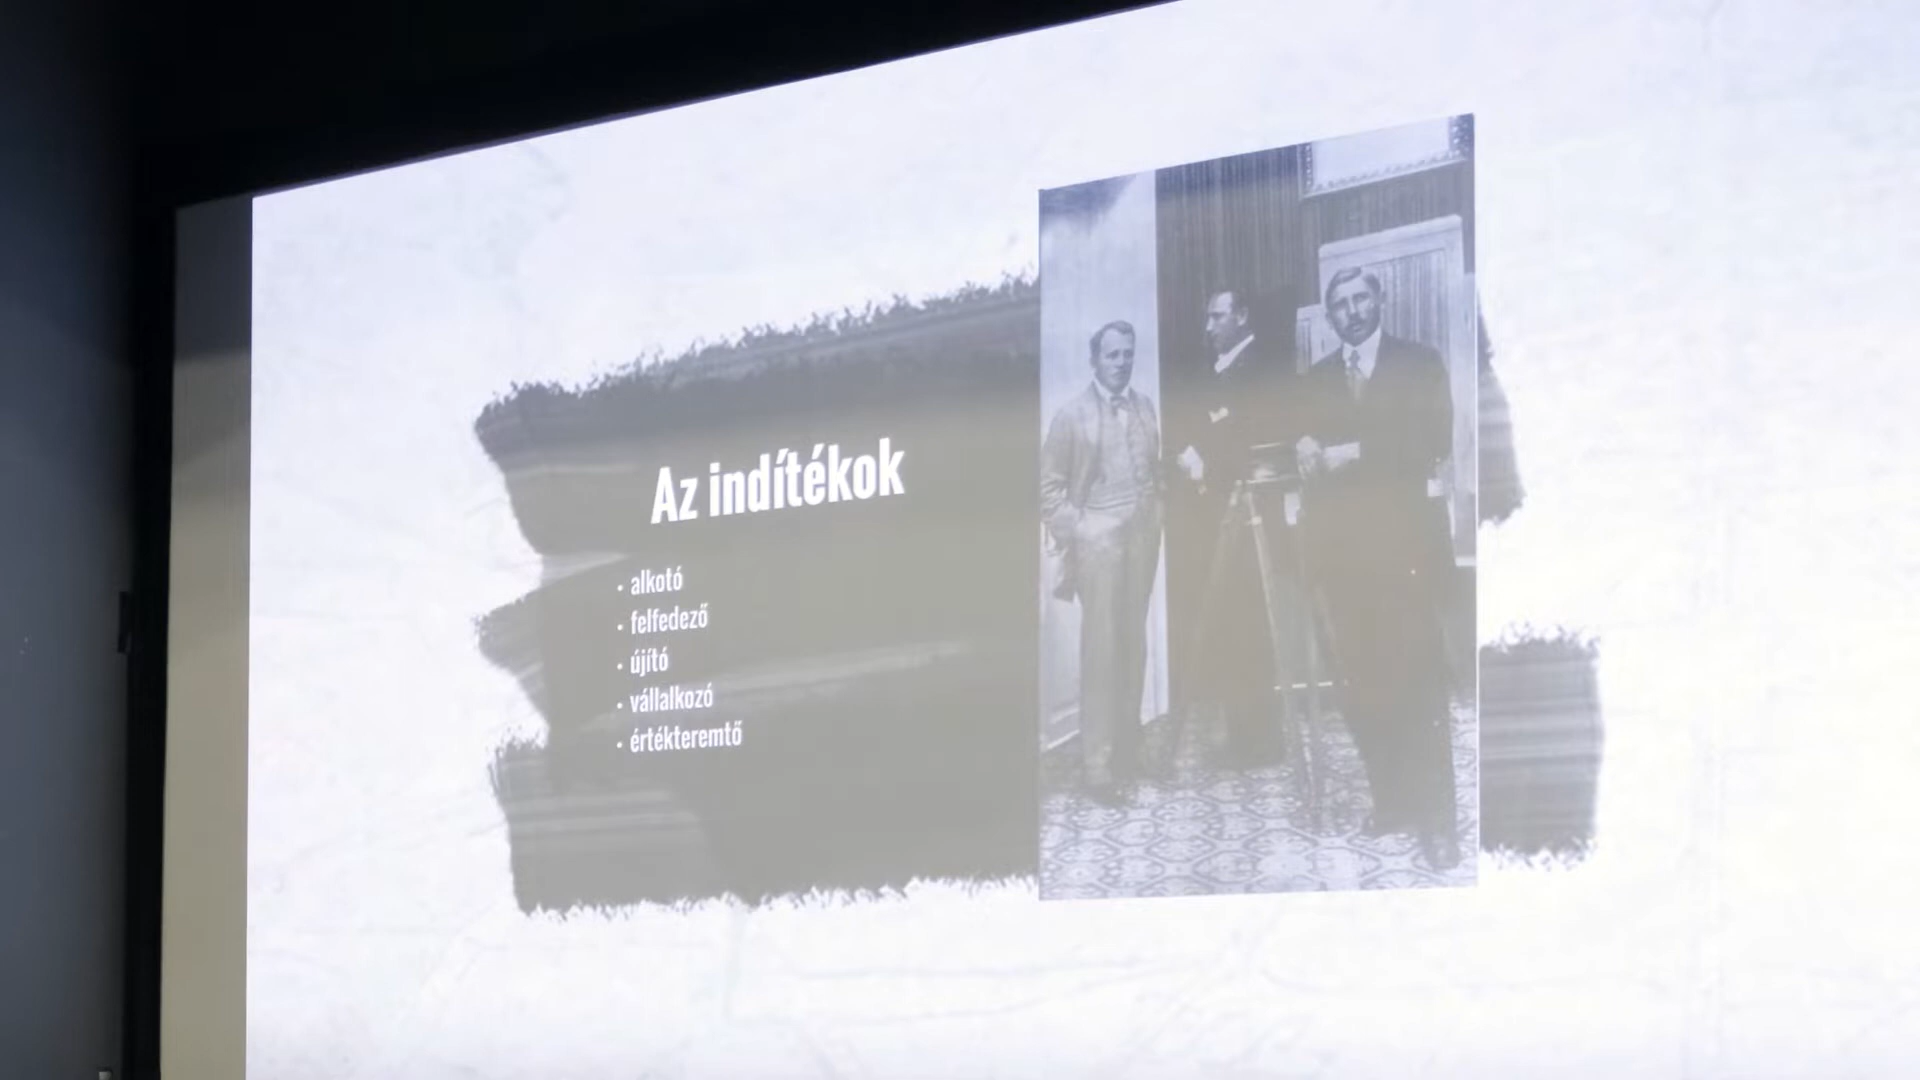 Az indítékok
• alkotó
• felfedező
• újító
• vállalkozó
• értékteremtő